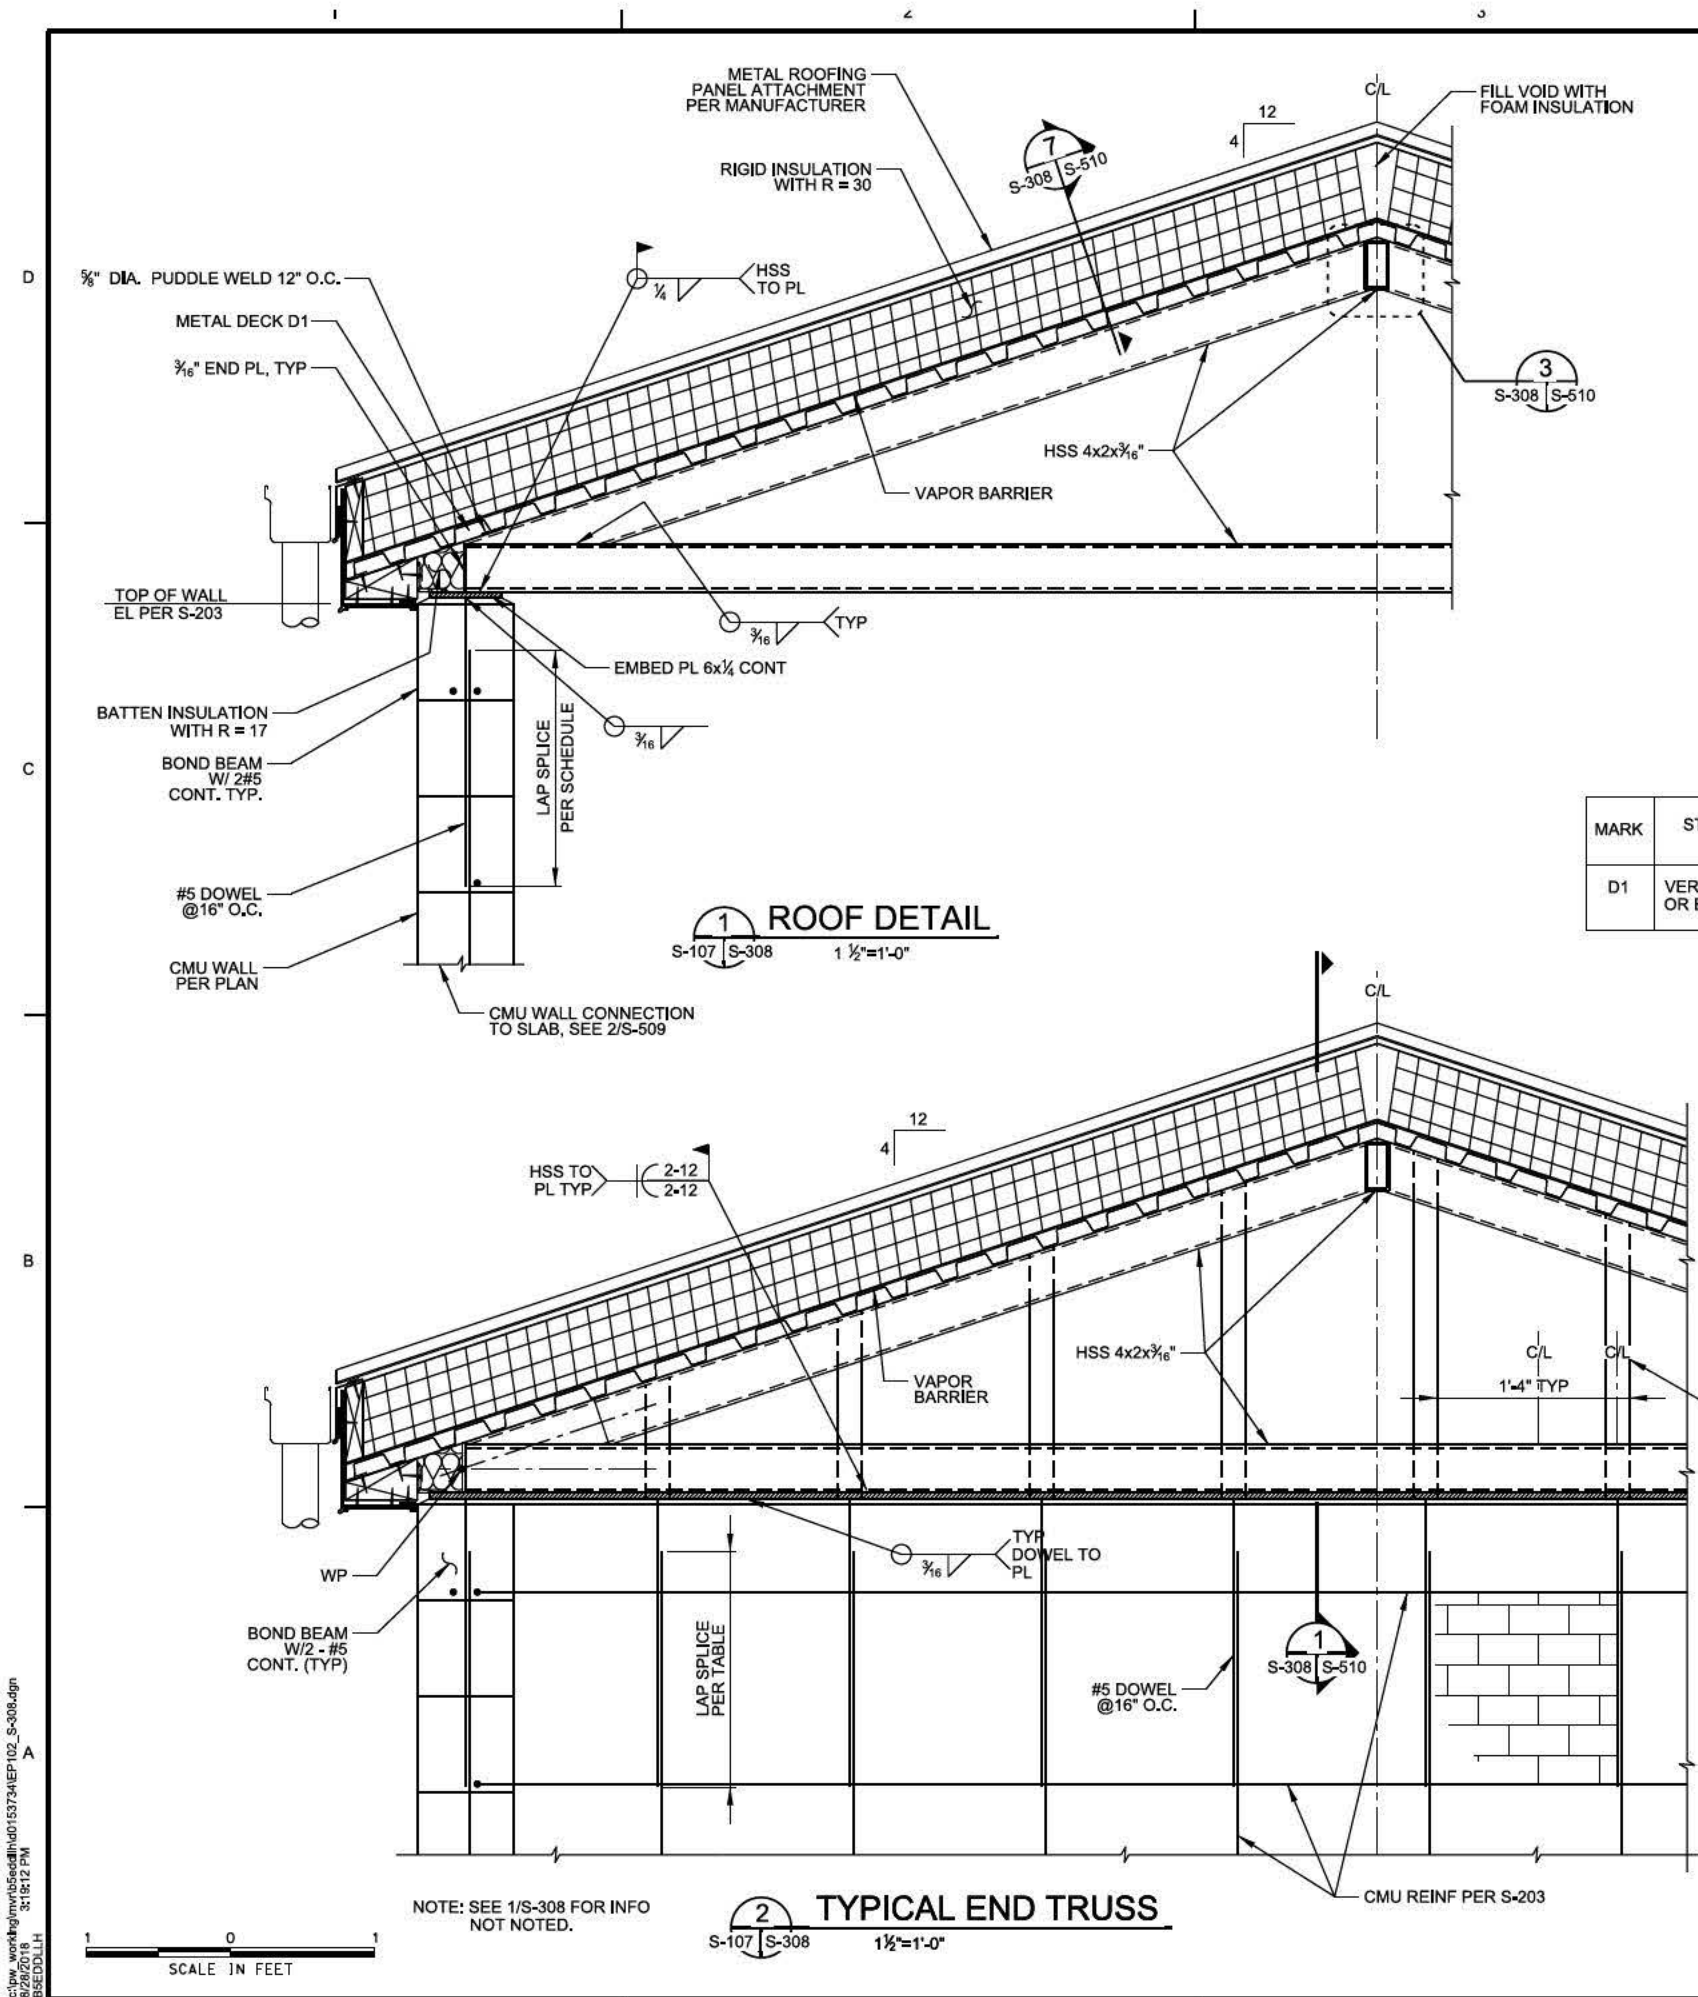 2
METAL ROOFING
PANEL ATTACHMENT
PER MANUFACTURER
RIGID INSULATION
WITH R = 30
7
S-308 S-510
12
4
C/L
FILL VOID WITH
FOAM INSULATION
D
⅝" DIA. PUDDLE WELD 12" O.C.
METAL DECK D1
3⁄16" END PL, TYP
¼
HSS
TO PL
3
S-308 S-510
HSS 4x2x3⁄16"
VAPOR BARRIER
TOP OF WALL
EL PER S-203
3⁄16
TYP
EMBED PL 6x¼ CONT
3⁄16
BATTEN INSULATION
WITH R = 17
BOND BEAM
W/ 2#5
CONT. TYP.
C
LAP SPLICE
PER SCHEDULE
#5 DOWEL
@16" O.C.
CMU WALL
PER PLAN
CMU WALL CONNECTION
TO SLAB, SEE 2/S-509
MARK
D1
1
S-107 S-308
ROOF DETAIL
1 ½"=1'-0"
C/L
12
4
HSS TO
PL TYP
2-12
2-12
B
VAPOR
BARRIER
HSS 4x2x3⁄16"
C/L
C/L
1'-4" TYP
WP
3⁄16
TYP
DOWEL TO
PL
BOND BEAM
W/2 - #5
CONT. (TYP)
LAP SPLICE
PER TABLE
#5 DOWEL
@16" O.C.
1
S-308 S-510
A
CMU REINF PER S-203
NOTE: SEE 1/S-308 FOR INFO
NOT NOTED.
2
S-107 S-308
TYPICAL END TRUSS
1½"=1'-0"
1 0 1
SCALE IN FEET
8/28/2018 3:19:12 PM
B5EDDLLH